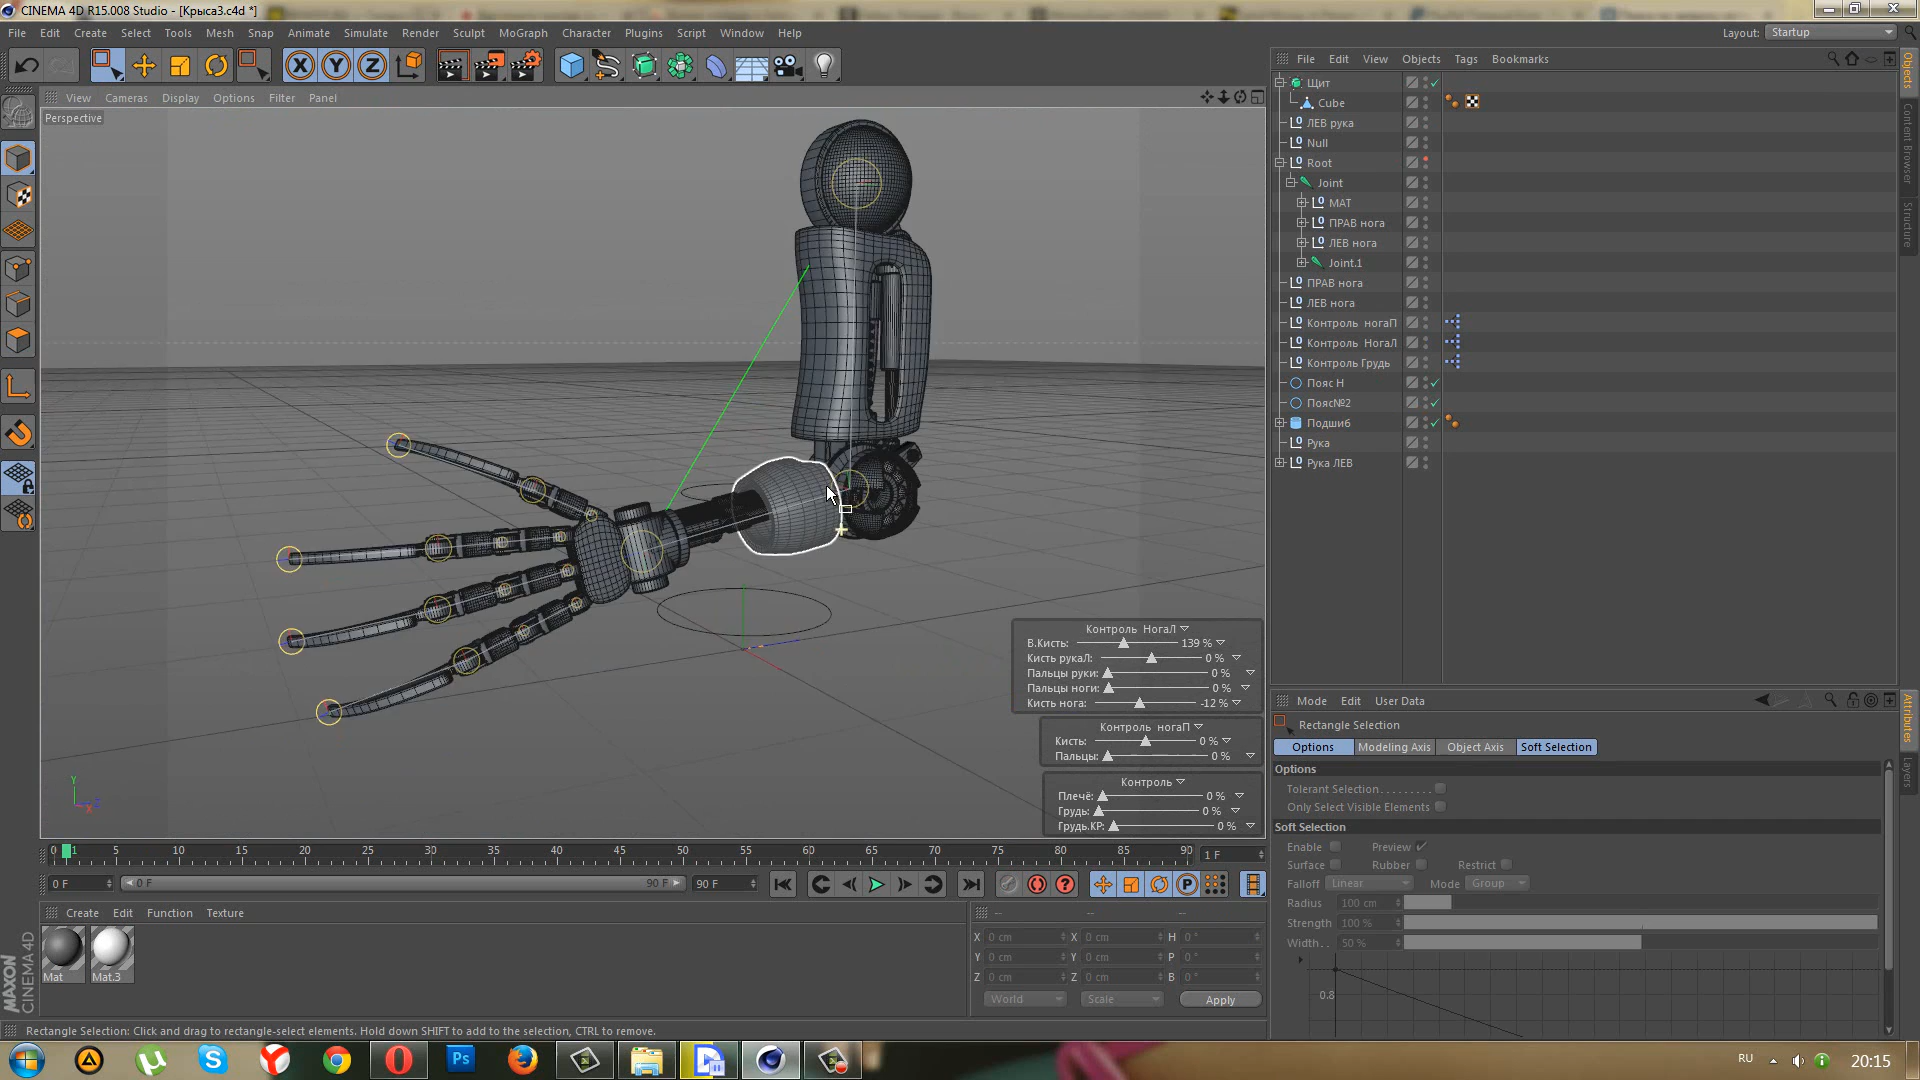 CINEMA 4D R15.008 Studio - [Крыса3.c4d *]
File Edit Create Select Tools Mesh Snap Animate Simulate Render Sculpt MoGraph Character Plugins Script Window Help
Layout: Startup
View Cameras Display Options Filter Panel
Perspective
File Edit View Objects Tags Bookmarks
Щит
Cube
ЛЕВ рука
Null
Root
Joint
МАТ
ПРАВ нога
ЛЕВ нога
Joint.1
ПРАВ нога
ЛЕВ нога
Контроль ногаП
Контроль НогаЛ
Контроль Грудь
Пояс Н
Пояс№2
Подшиб
Рука
Рука ЛЕВ
Objects
Content Browser
Structure
Контроль НогаЛ
В.Кисть: 139 %
Кисть рукаЛ: 0 %
Пальцы руки: 0 %
Пальцы ноги: 0 %
Кисть нога: -12 %
Контроль ногаП
Кисть: 0 %
Пальцы: 0 %
Контроль
Плечё: 0 %
Грудь: 0 %
Грудь.КР: 0 %
Y
X
Mode Edit User Data
Rectangle Selection
Options Modeling Axis Object Axis Soft Selection
Options
Tolerant Selection
Only Select Visible Elements
Soft Selection
Enable Preview
Surface Rubber Restrict
Falloff Linear Mode Group
Radius 100 cm
Strength 100 %
Width 50 %
0.8
Attributes
Layers
0 1 5 10 15 20 25 30 35 40 45 50 55 60 65 70 75 80 85 90 1 F
0 F 0 F 90 F 90 F
Create Edit Function Texture
Mat Mat.3
MAXON CINEMA 4D
-- -- --
X 0 cm X 0 cm H 0 °
Y 0 cm Y 0 cm P 0 °
Z 0 cm Z 0 cm B 0 °
World Scale Apply
Rectangle Selection: Click and drag to rectangle-select elements. Hold down SHIFT to add to the selection, CTRL to remove.
Ps
RU 20:15